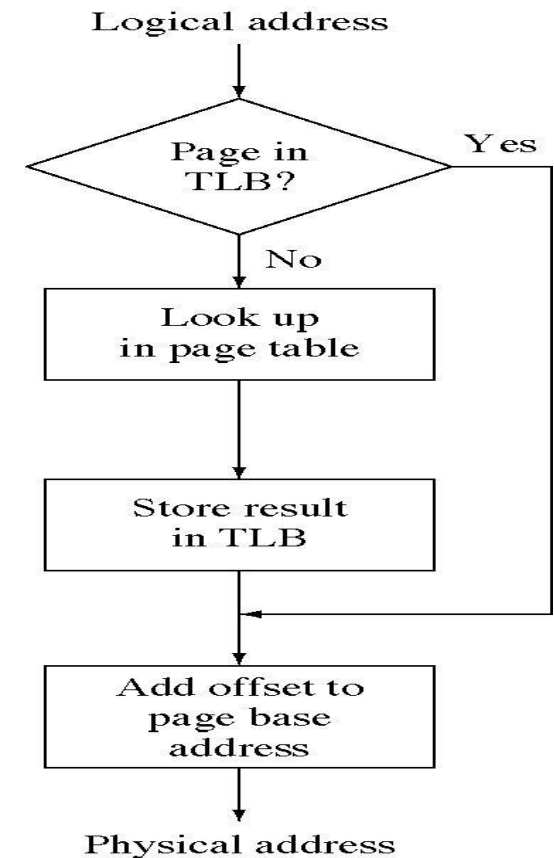 Logical address
Page in
TLB?
Yes
No
Look up
in page table
Store result
in TLB
Add offset to
page base
address
Physical address